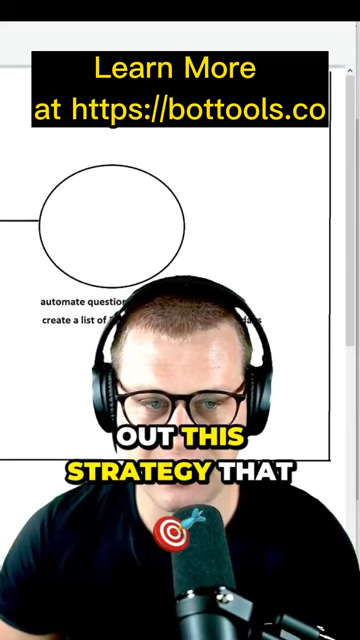 Learn More
at https://bottools.co
automate question
create a list of
OUT THIS
STRATEGY THAT